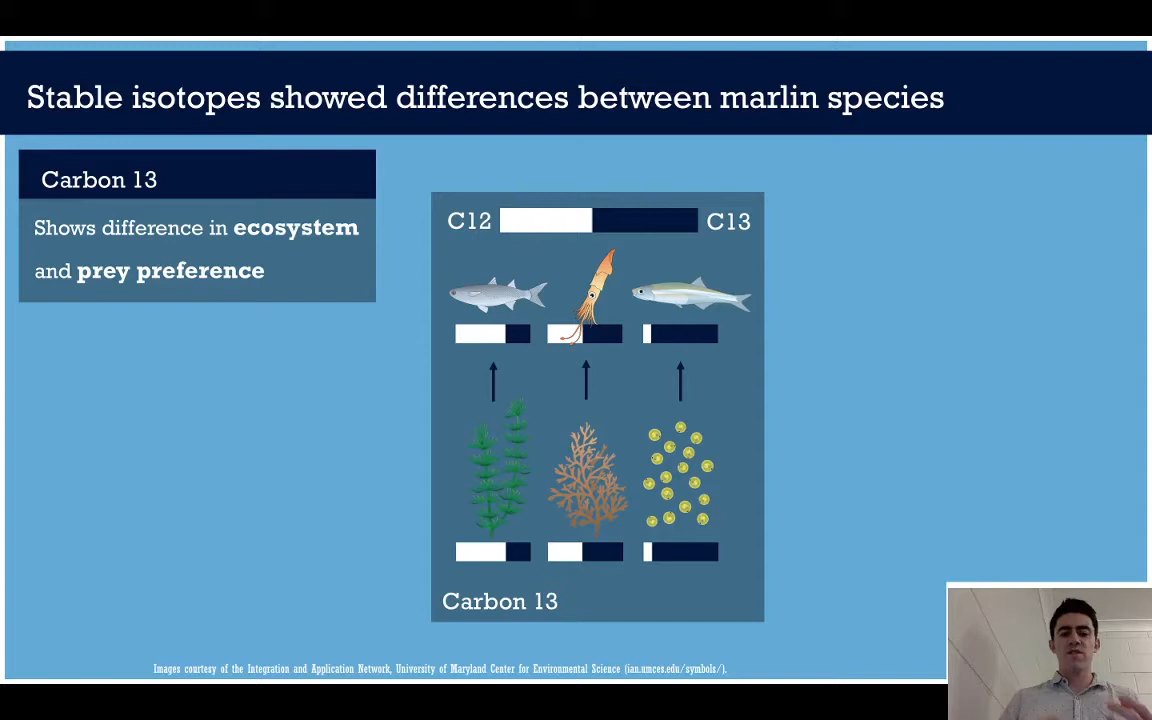 Stable isotopes showed differences between marlin species
Carbon 13
Shows difference in ecosystem
and prey preference
C12
C13
Carbon 13
Images courtesy of the Integration and Application Network, University of Maryland Center for Environmental Science (ian.umces.edu/symbols/).